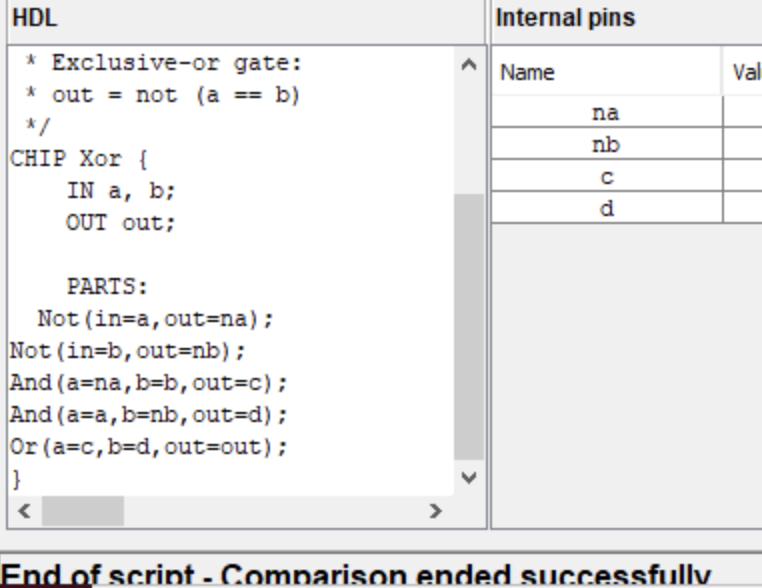 HDL
* Exclusive-or gate:
* out = not (a == b)
*/
CHIP Xor {
IN a, b;
OUT out;
PARTS:
Not(in=a,out=na);
Not(in=b,out=nb);
And(a=na,b=b,out=c);
And(a=a,b=nb,out=d);
Or(a=c,b=d,out=out);
}
Internal pins
Name Val
na
nb
c
d
End of script - Comparison ended successfully